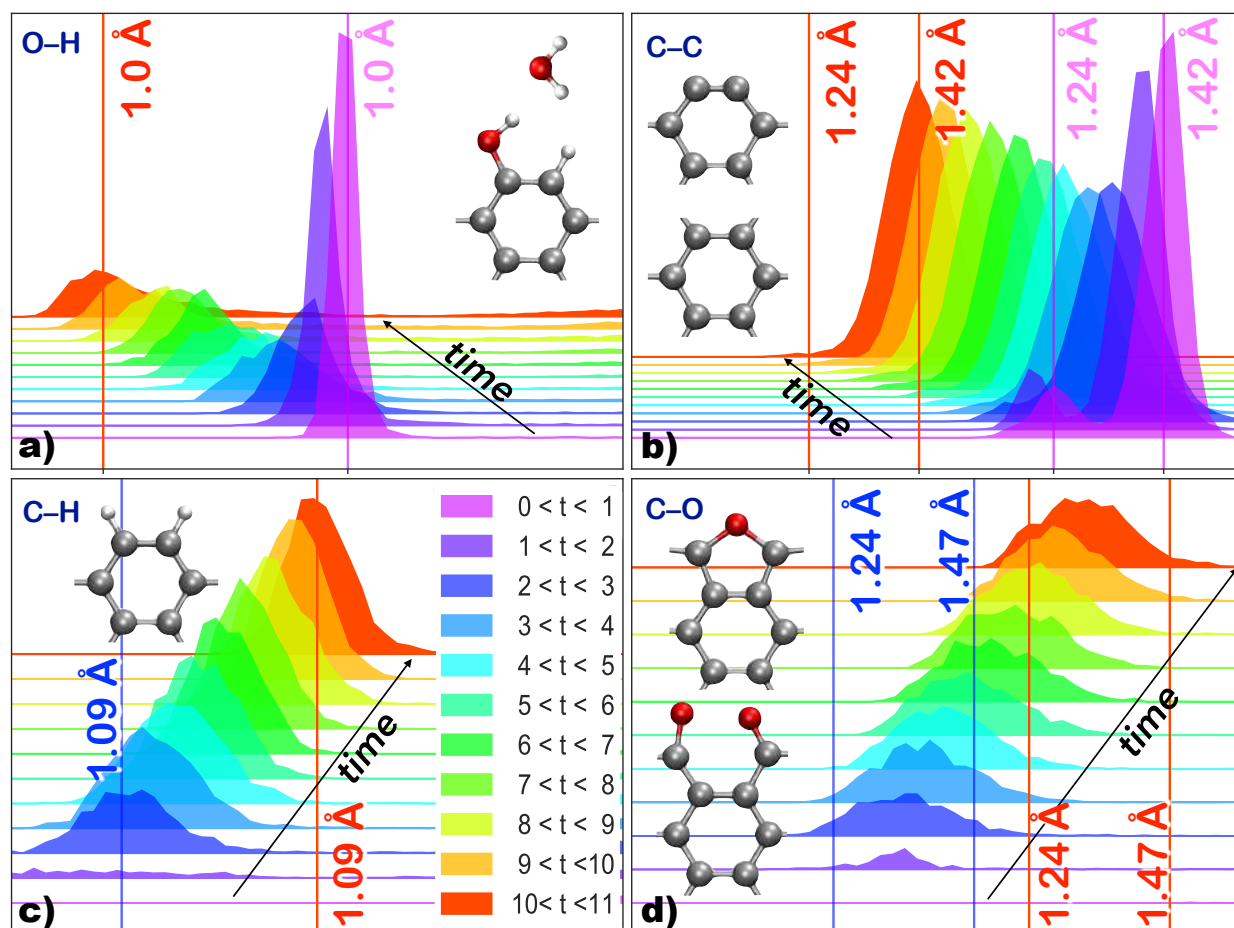 O–H
1.0 Å
1.0 Å
time
a)
C–C
1.24 Å
1.42 Å
1.24 Å
1.42 Å
time
b)
C–H
1.09 Å
1.09 Å
time
c)
0 < t < 1
1 < t < 2
2 < t < 3
3 < t < 4
4 < t < 5
5 < t < 6
6 < t < 7
7 < t < 8
8 < t < 9
9 < t <10
10< t <11
C–O
1.24 Å
1.47 Å
1.24 Å
1.47 Å
time
d)